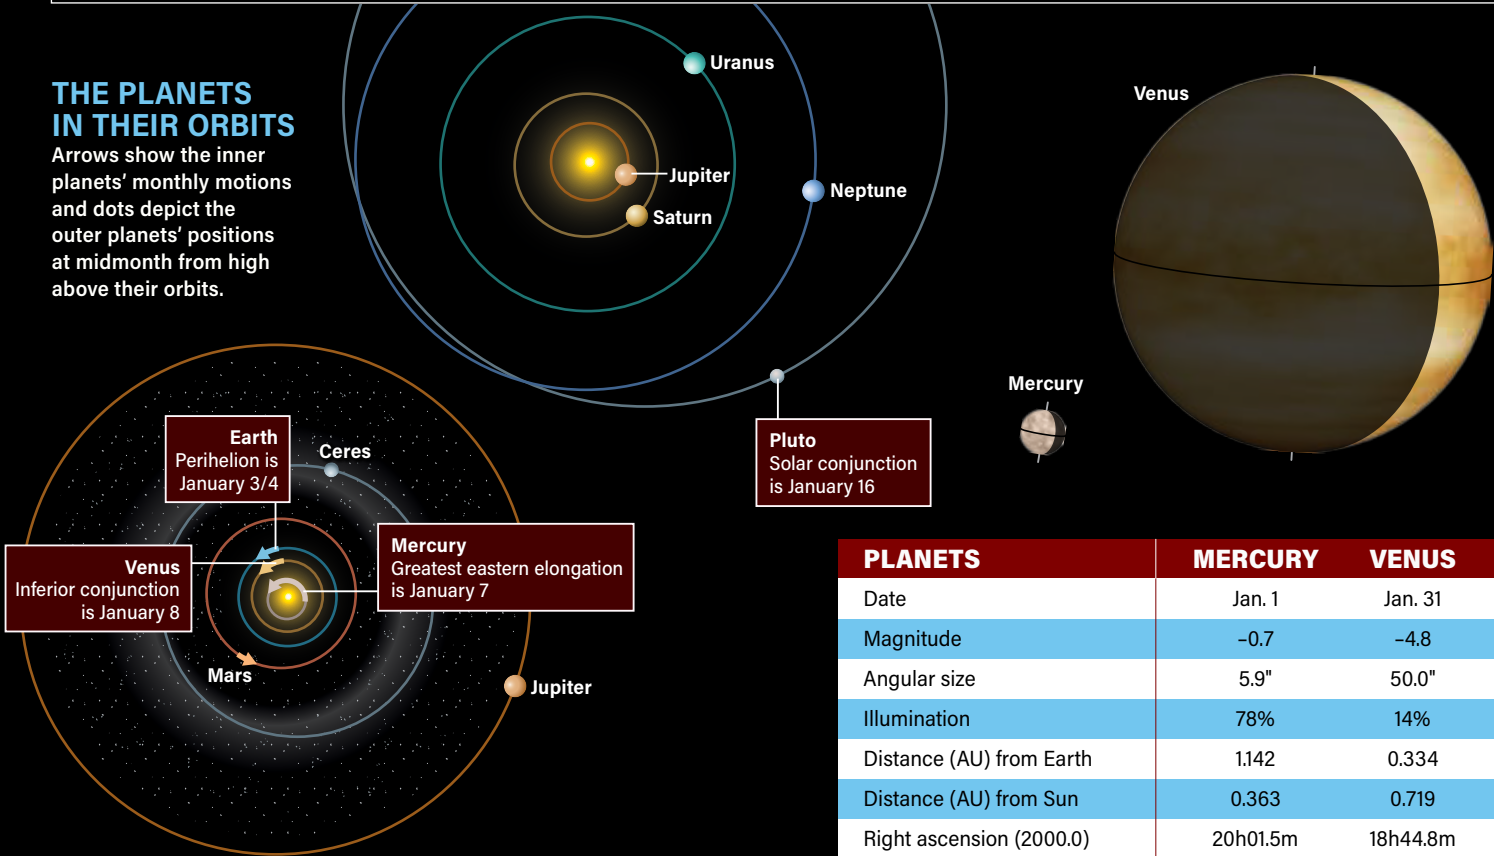 THE PLANETS
IN THEIR ORBITS
Arrows show the inner
planets' monthly motions
and dots depict the
outer planets' positions
at midmonth from high
above their orbits.
Uranus
Jupiter
Neptune
Saturn
Pluto
Solar conjunction
is January 16
Venus
Mercury
Earth
Perihelion is
January 3/4
Ceres
Venus
Inferior conjunction
is January 8
Mercury
Greatest eastern elongation
is January 7
Mars
Jupiter
PLANETS MERCURY VENUS
Date Jan. 1 Jan. 31
Magnitude –0.7 –4.8
Angular size 5.9" 50.0"
Illumination 78% 14%
Distance (AU) from Earth 1.142 0.334
Distance (AU) from Sun 0.363 0.719
Right ascension (2000.0) 20h01.5m 18h44.8m